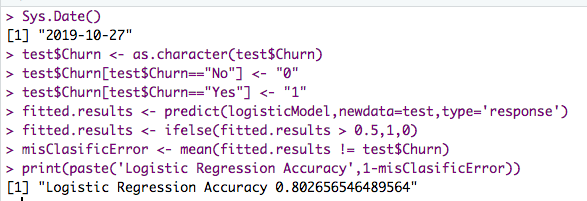 > Sys.Date()
[1] "2019-10-27"
> test$Churn <- as.character(test$Churn)
> test$Churn[test$Churn=="No"] <- "0"
> test$Churn[test$Churn=="Yes"] <- "1"
> fitted.results <- predict(logisticModel,newdata=test,type='response')
> fitted.results <- ifelse(fitted.results > 0.5,1,0)
> misClasificError <- mean(fitted.results != test$Churn)
> print(paste('Logistic Regression Accuracy',1-misClasificError))
[1] "Logistic Regression Accuracy 0.802656546489564"